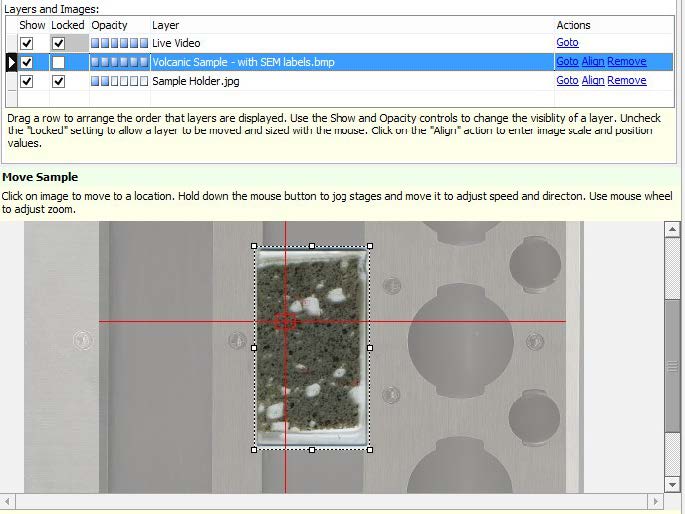 Layers and Images:
Show Locked Opacity Layer Actions
Live Video Goto
Volcanic Sample - with SEM labels.bmp Goto Align Remove
Sample Holder.jpg Goto Align Remove
Drag a row to arrange the order that layers are displayed. Use the Show and Opacity controls to change the visiblity of a layer. Uncheck
the "Locked" setting to allow a layer to be moved and sized with the mouse. Click on the "Align" action to enter image scale and position
values.
Move Sample
Click on image to move to a location. Hold down the mouse button to jog stages and move it to adjust speed and directon. Use mouse wheel
to adjust zoom.